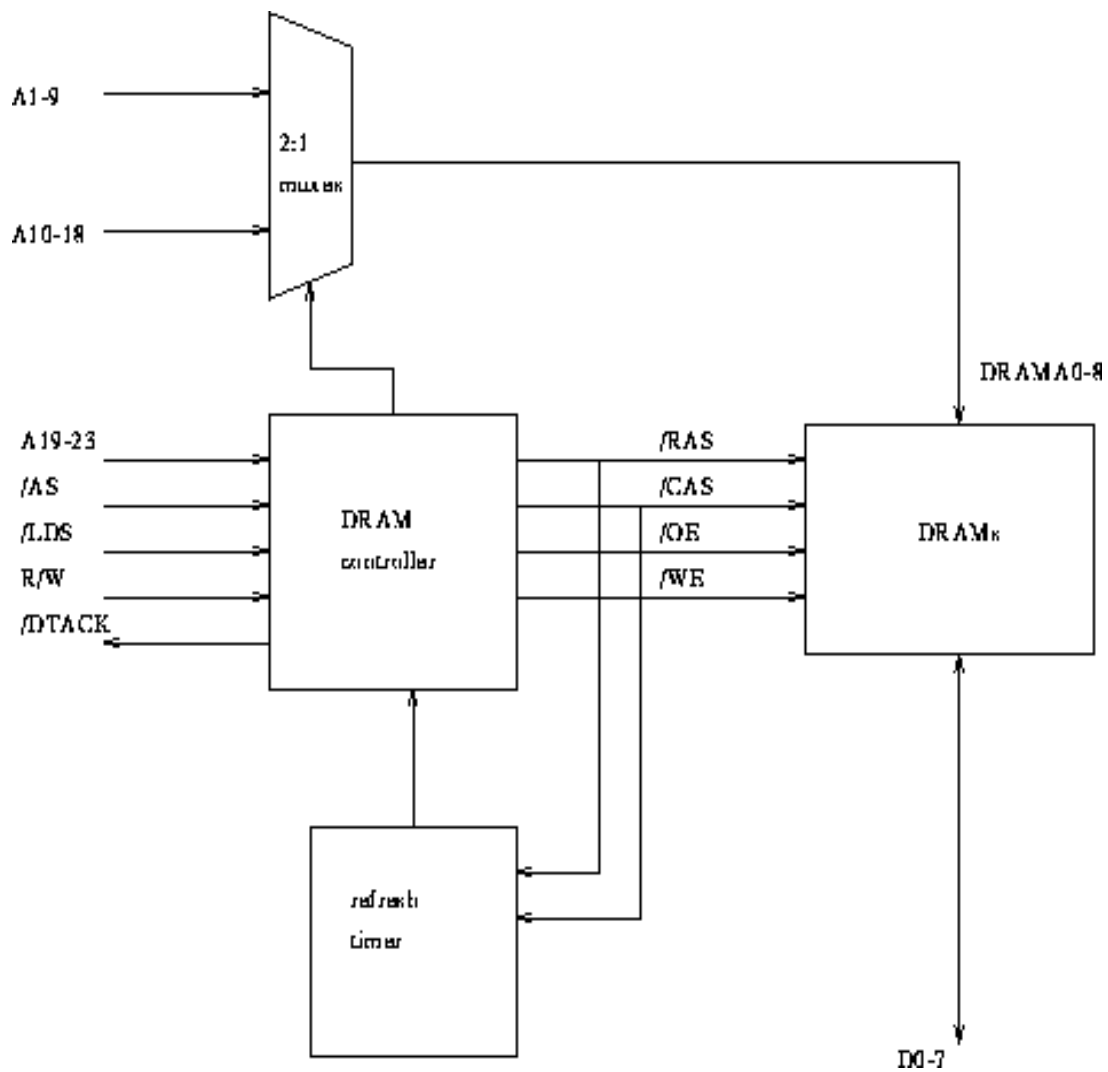 A1-9
2:1
muxes
A10-18
DRAMA0-8
A19-23
/RAS
/AS
/CAS
DRAM
controller
DRAMs
/LDS
/OE
R/W
/WE
/DTACK
refresh
timer
D0-7